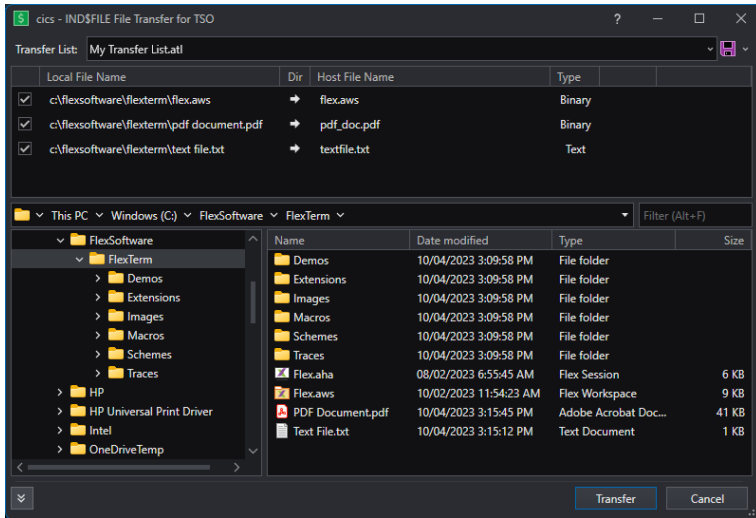 $ cics - IND$FILE File Transfer for TSO
Transfer List: My Transfer List.atl
Local File Name Dir Host File Name Type
c:\flexsoftware\flexterm\flex.aws flex.aws Binary
c:\flexsoftware\flexterm\pdf document.pdf pdf_doc.pdf Binary
c:\flexsoftware\flexterm\text file.txt textfile.txt Text
This PC Windows (C:) FlexSoftware FlexTerm Filter (Alt+F)
FlexSoftware
FlexTerm
Demos
Extensions
Images
Macros
Schemes
Traces
HP
HP Universal Print Driver
Intel
OneDriveTemp
Name Date modified Type Size
Demos 10/04/2023 3:09:58 PM File folder
Extensions 10/04/2023 3:09:58 PM File folder
Images 10/04/2023 3:09:58 PM File folder
Macros 10/04/2023 3:09:58 PM File folder
Schemes 10/04/2023 3:09:58 PM File folder
Traces 10/04/2023 3:09:58 PM File folder
Flex.aha 08/02/2023 6:55:45 AM Flex Session 6 KB
Flex.aws 10/02/2023 11:54:23 AM Flex Workspace 9 KB
PDF Document.pdf 10/04/2023 3:15:45 PM Adobe Acrobat Doc... 41 KB
Text File.txt 10/04/2023 3:15:12 PM Text Document 1 KB
Transfer Cancel